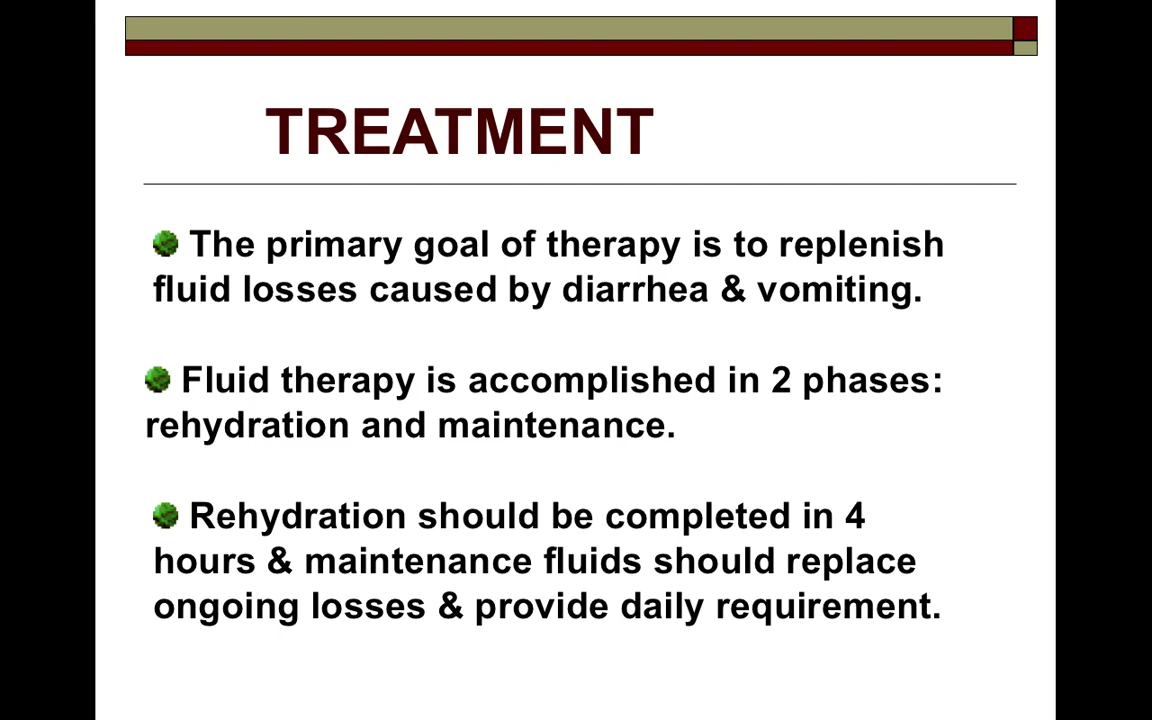 TREATMENT
The primary goal of therapy is to replenish
fluid losses caused by diarrhea & vomiting.
Fluid therapy is accomplished in 2 phases:
rehydration and maintenance.
Rehydration should be completed in 4
hours & maintenance fluids should replace
ongoing losses & provide daily requirement.